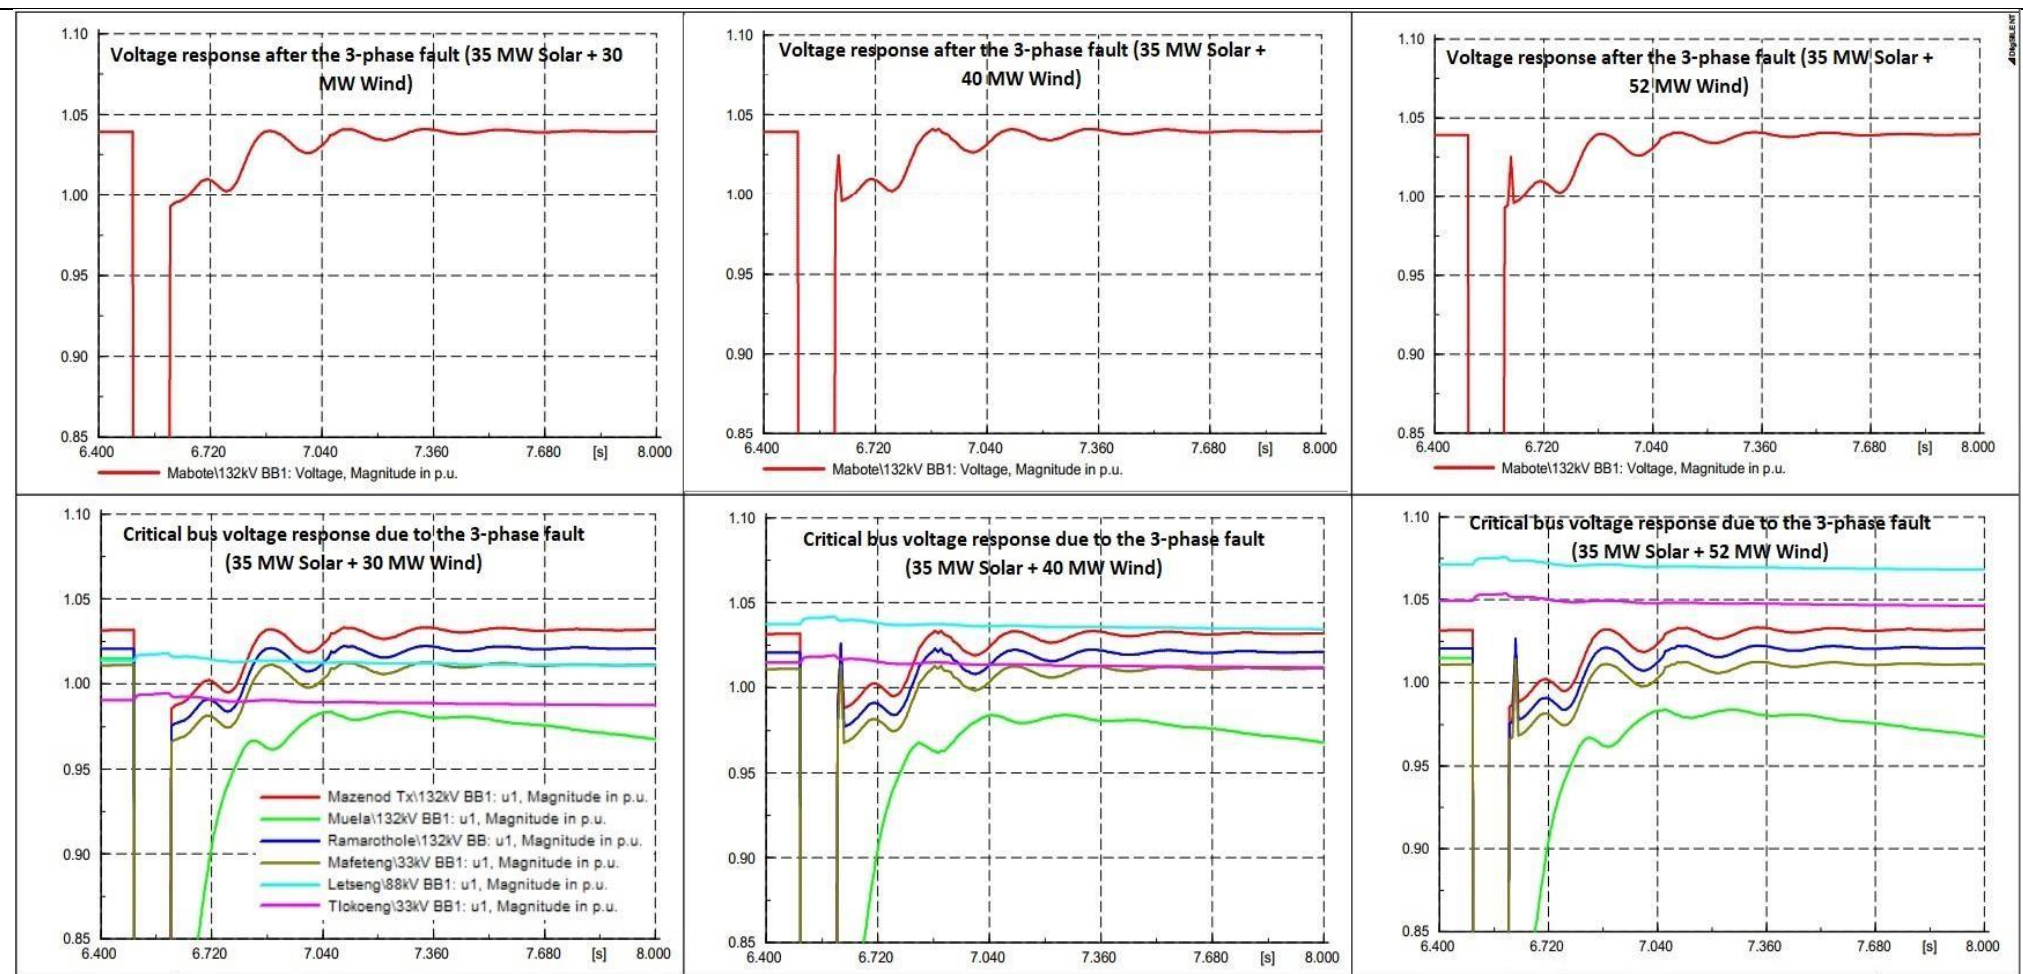 Voltage response after the 3-phase fault (35 MW Solar + 30
MW Wind)
1.10
1.05
1.00
0.95
0.90
0.85
6.400 6.720 7.040 7.360 7.680 [s] 8.000
Mabote\132kV BB1: Voltage, Magnitude in p.u.
Voltage response after the 3-phase fault (35 MW Solar +
40 MW Wind)
1.10
1.05
1.00
0.95
0.90
0.85
6.400 6.720 7.040 7.360 7.680 [s] 8.000
Mabote\132kV BB1: Voltage, Magnitude in p.u.
Voltage response after the 3-phase fault (35 MW Solar +
52 MW Wind)
1.10
1.05
1.00
0.95
0.90
0.85
6.400 6.720 7.040 7.360 7.680 [s] 8.000
Mabote\132kV BB1: Voltage, Magnitude in p.u.
DIgSILENT
Critical bus voltage response due to the 3-phase fault
(35 MW Solar + 30 MW Wind)
1.10
1.05
1.00
0.95
0.90
0.85
Mazenod Tx\132kV BB1: u1, Magnitude in p.u.
Muela\132kV BB1: u1, Magnitude in p.u.
Ramarothole\132kV BB: u1, Magnitude in p.u.
Mafeteng\33kV BB1: u1, Magnitude in p.u.
Letseng\88kV BB1: u1, Magnitude in p.u.
Tlokoeng\33kV BB1: u1, Magnitude in p.u.
6.400 6.720 7.040 7.360 7.680 [s] 8.000
Critical bus voltage response due to the 3-phase fault
(35 MW Solar + 40 MW Wind)
1.10
1.05
1.00
0.95
0.90
0.85
6.400 6.720 7.040 7.360 7.680 [s] 8.000
Critical bus voltage response due to the 3-phase fault
(35 MW Solar + 52 MW Wind)
1.10
1.05
1.00
0.95
0.90
0.85
6.400 6.720 7.040 7.360 7.680 [s] 8.000